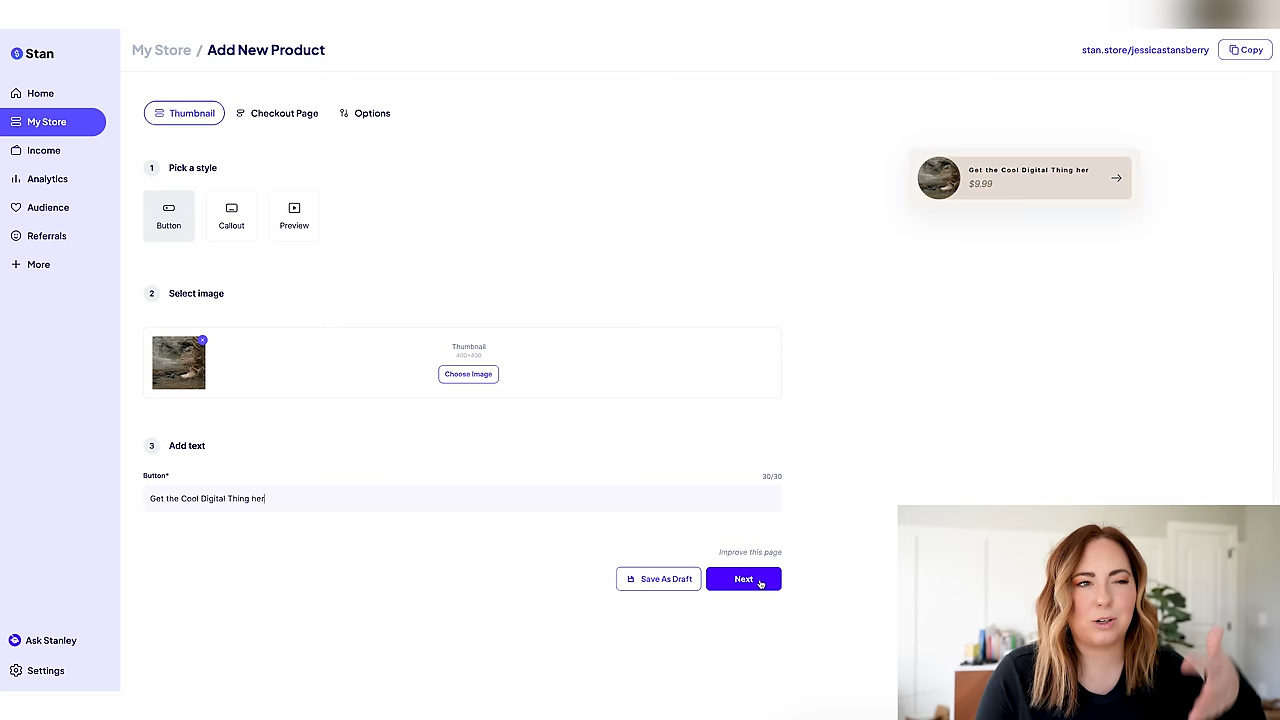 Stan
My Store / Add New Product
stan.store/jessicastansberry
Copy
Home
My Store
Income
Analytics
Audience
Referrals
More
Ask Stanley
Settings
Thumbnail
Checkout Page
Options
1 Pick a style
Button
Callout
Preview
2 Select image
Thumbnail
400×400
Choose Image
3 Add text
Button*
30/30
Get the Cool Digital Thing her
Improve this page
Save As Draft
Next
Get the Cool Digital Thing her
$9.99